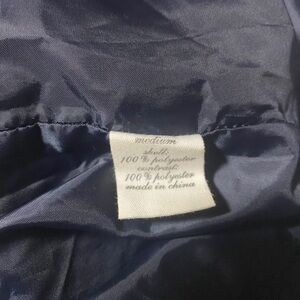 medium
shell:
100% polyester
contrast:
100% polyester
made in china